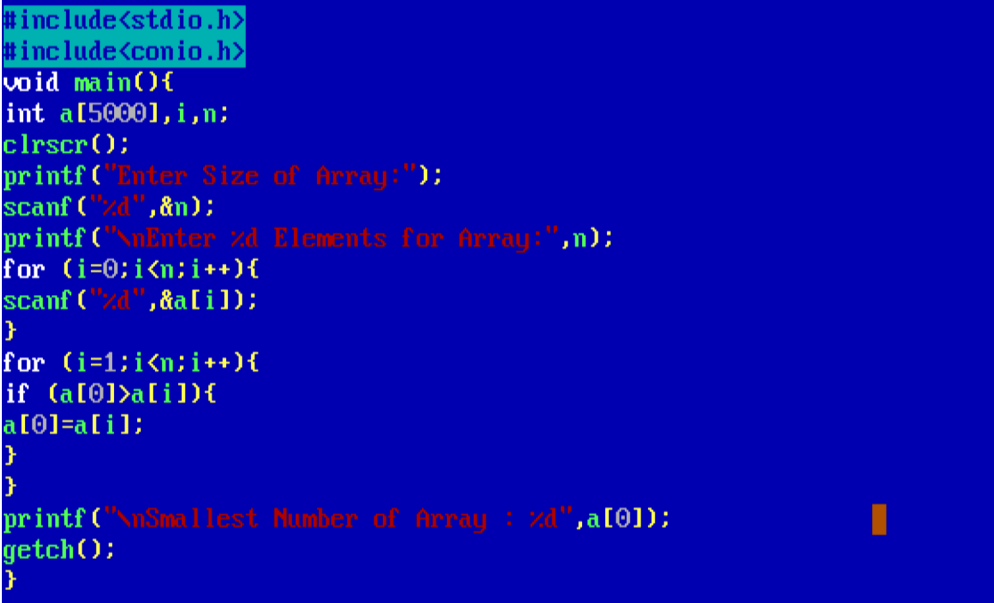 #include<stdio.h>
#include<conio.h>
void main(){
int a[5000],i,n;
clrscr();
printf("Enter Size of Array:");
scanf("%d",&n);
printf("\nEnter %d Elements for Array:",n);
for (i=0;i<n;i++){
scanf("%d",&a[i]);
}
for (i=1;i<n;i++){
if (a[0]>a[i]){
a[0]=a[i];
}
}
printf("\nSmallest Number of Array : %d",a[0]);
getch();
}